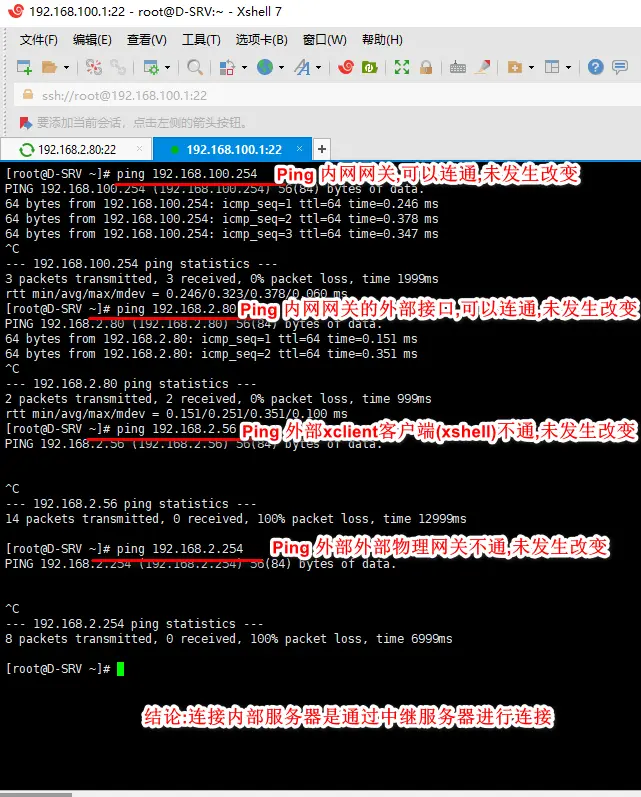 192.168.100.1:22 - root@D-SRV:~ - Xshell 7
文件(F) 编辑(E) 查看(V) 工具(T) 选项卡(B) 窗口(W) 帮助(H)
ssh://root@192.168.100.1:22
要添加当前会话，点击左侧的箭头按钮。
192.168.2.80:22 × 192.168.100.1:22 × +
[root@D-SRV ~]# ping 192.168.100.254 Ping 内网网关,可以连通,未发生改变
PING 192.168.100.254 (192.168.100.254) 56(84) bytes of data.
64 bytes from 192.168.100.254: icmp_seq=1 ttl=64 time=0.246 ms
64 bytes from 192.168.100.254: icmp_seq=2 ttl=64 time=0.378 ms
64 bytes from 192.168.100.254: icmp_seq=3 ttl=64 time=0.347 ms
^C
--- 192.168.100.254 ping statistics ---
3 packets transmitted, 3 received, 0% packet loss, time 1999ms
rtt min/avg/max/mdev = 0.246/0.323/0.378/0.060 ms
[root@D-SRV ~]# ping 192.168.2.80 Ping 内网网关的外部接口,可以连通,未发生改变
PING 192.168.2.80 (192.168.2.80) 56(84) bytes of data.
64 bytes from 192.168.2.80: icmp_seq=1 ttl=64 time=0.151 ms
64 bytes from 192.168.2.80: icmp_seq=2 ttl=64 time=0.351 ms
^C
--- 192.168.2.80 ping statistics ---
2 packets transmitted, 2 received, 0% packet loss, time 999ms
rtt min/avg/max/mdev = 0.151/0.251/0.351/0.100 ms
[root@D-SRV ~]# ping 192.168.2.56 Ping 外部xclient客户端(xshell)不通,未发生改变
PING 192.168.2.56 (192.168.2.56) 56(84) bytes of data.
^C
--- 192.168.2.56 ping statistics ---
14 packets transmitted, 0 received, 100% packet loss, time 12999ms
[root@D-SRV ~]# ping 192.168.2.254 Ping 外部外部物理网关不通,未发生改变
PING 192.168.2.254 (192.168.2.254) 56(84) bytes of data.
^C
--- 192.168.2.254 ping statistics ---
8 packets transmitted, 0 received, 100% packet loss, time 6999ms
[root@D-SRV ~]#
结论:连接内部服务器是通过中继服务器进行连接